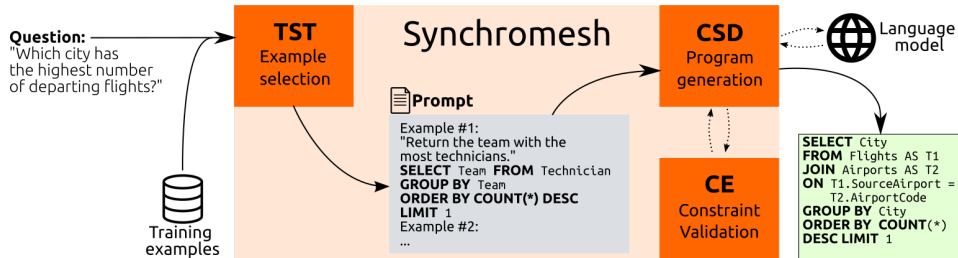 Question:
"Which city has
the highest number
of departing flights?"
Training
examples
TST
Example
selection
Synchromesh
Prompt
Example #1:
"Return the team with the
most technicians."
SELECT Team FROM Technician
GROUP BY Team
ORDER BY COUNT(*) DESC
LIMIT 1
Example #2:
...
CSD
Program
generation
CE
Constraint
Validation
Language
model
SELECT City
FROM Flights AS T1
JOIN Airports AS T2
ON T1.SourceAirport =
T2.AirportCode
GROUP BY City
ORDER BY COUNT(*)
DESC LIMIT 1